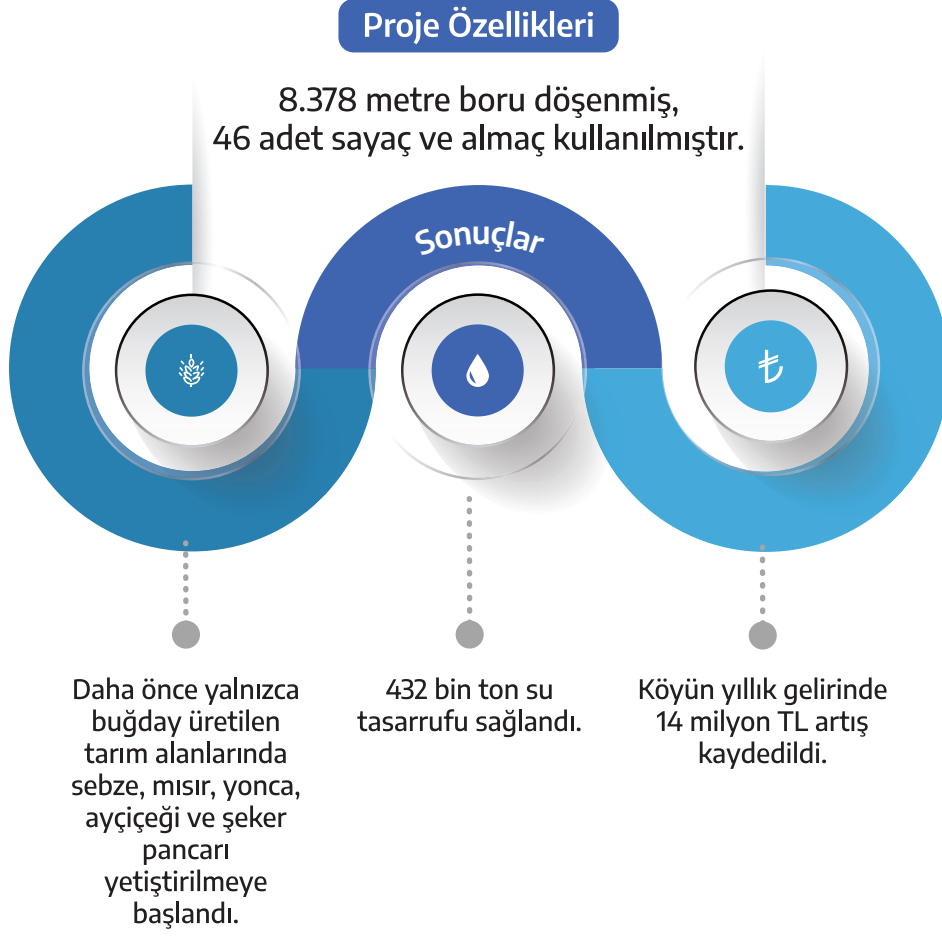 Proje Özellikleri
8.378 metre boru döşenmiş,
46 adet sayaç ve almaç kullanılmıştır.
Sonuçlar
₺
Daha önce yalnızca
buğday üretilen
tarım alanlarında
sebze, mısır, yonca,
ayçiçeği ve şeker
pancarı
yetiştirilmeye
başlandı.
432 bin ton su
tasarrufu sağlandı.
Köyün yıllık gelirinde
14 milyon TL artış
kaydedildi.